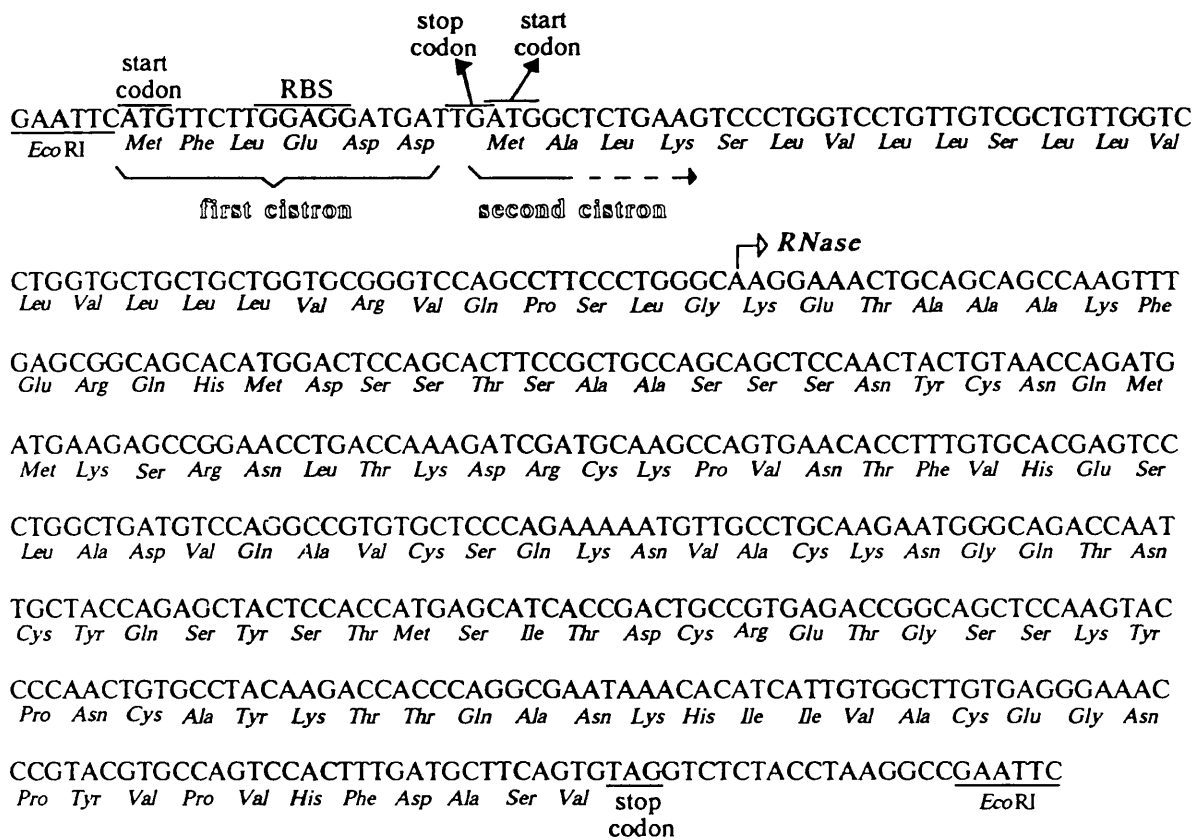 stop codon
start codon
start codon
RBS
GAATTCATGTTCTTGGAGGATGATTGATGGCTCTGAAGTCCCTGGTCCTGTTGTCGCTGTTGGTC
EcoRI Met Phe Leu Glu Asp Asp Met Ala Leu Lys Ser Leu Val Leu Leu Ser Leu Leu Val
first cistron second cistron
RNase
CTGGTGCTGCTGCTGGTGCGGGTCCAGCCTTCCCTGGGCAAGGAAACTGCAGCAGCCAAGTTT
Leu Val Leu Leu Leu Val Arg Val Gln Pro Ser Leu Gly Lys Glu Thr Ala Ala Ala Lys Phe
GAGCGGCAGCACATGGACTCCAGCACTTCCGCTGCCAGCAGCTCCAACTACTGTAACCAGATG
Glu Arg Gln His Met Asp Ser Ser Thr Ser Ala Ala Ser Ser Ser Asn Tyr Cys Asn Gln Met
ATGAAGAGCCGGAACCTGACCAAAGATCGATGCAAGCCAGTGAACACCTTTGTGCACGAGTCC
Met Lys Ser Arg Asn Leu Thr Lys Asp Arg Cys Lys Pro Val Asn Thr Phe Val His Glu Ser
CTGGCTGATGTCCAGGCCGTGTGCTCCCAGAAAAATGTTGCCTGCAAGAATGGGCAGACCAAT
Leu Ala Asp Val Gln Ala Val Cys Ser Gln Lys Asn Val Ala Cys Lys Asn Gly Gln Thr Asn
TGCTACCAGAGCTACTCCACCATGAGCATCACCGACTGCCGTGAGACCGGCAGCTCCAAGTAC
Cys Tyr Gln Ser Tyr Ser Thr Met Ser Ile Thr Asp Cys Arg Glu Thr Gly Ser Ser Lys Tyr
CCCAACTGTGCCTACAAGACCACCCAGGCGAATAAACACATCATTGTGGCTTGTGAGGGAAAC
Pro Asn Cys Ala Tyr Lys Thr Thr Gln Ala Asn Lys His Ile Ile Val Ala Cys Glu Gly Asn
CCGTACGTGCCAGTCCACTTTGATGCTTCAGTGTAGGTCTCTACCTAAGGCCGAATTC
Pro Tyr Val Pro Val His Phe Asp Ala Ser Val stop codon EcoRI